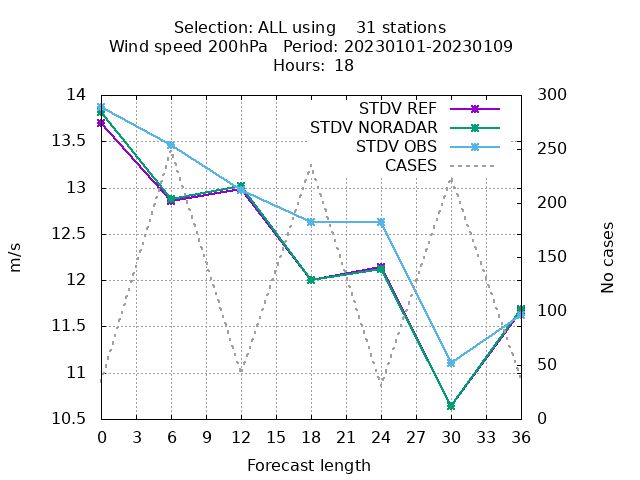 Selection: ALL using    31 stations
Wind speed 200hPa   Period: 20230101-20230109
Hours:  18
STDV REF
STDV NORADAR
STDV OBS
CASES
14
13.5
13
12.5
12
11.5
11
10.5
m/s
300
250
200
150
100
50
0
No cases
0 3 6 9 12 15 18 21 24 27 30 33 36
Forecast length